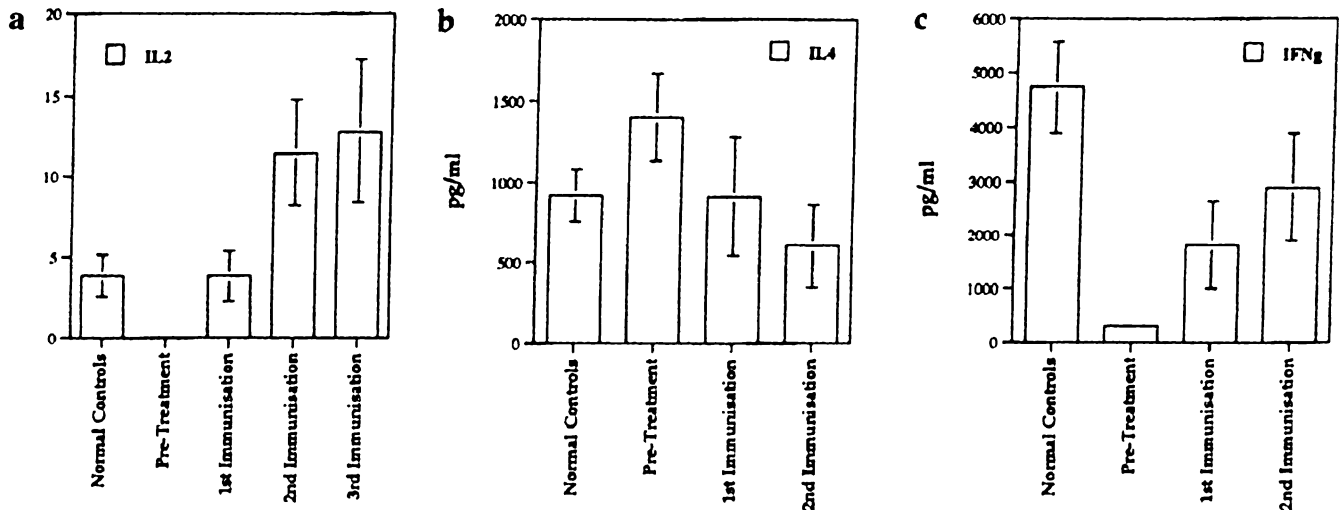 a
IL2
20
15
10
5
0
Normal Controls
Pre-Treatment
1st Immunisation
2nd Immunisation
3rd Immunisation
b
IL4
pg/ml
2000
1500
1000
500
0
Normal Controls
Pre-Treatment
1st Immunisation
2nd Immunisation
c
IFNg
pg/ml
6000
5000
4000
3000
2000
1000
0
Normal Controls
Pre-Treatment
1st Immunisation
2nd Immunisation